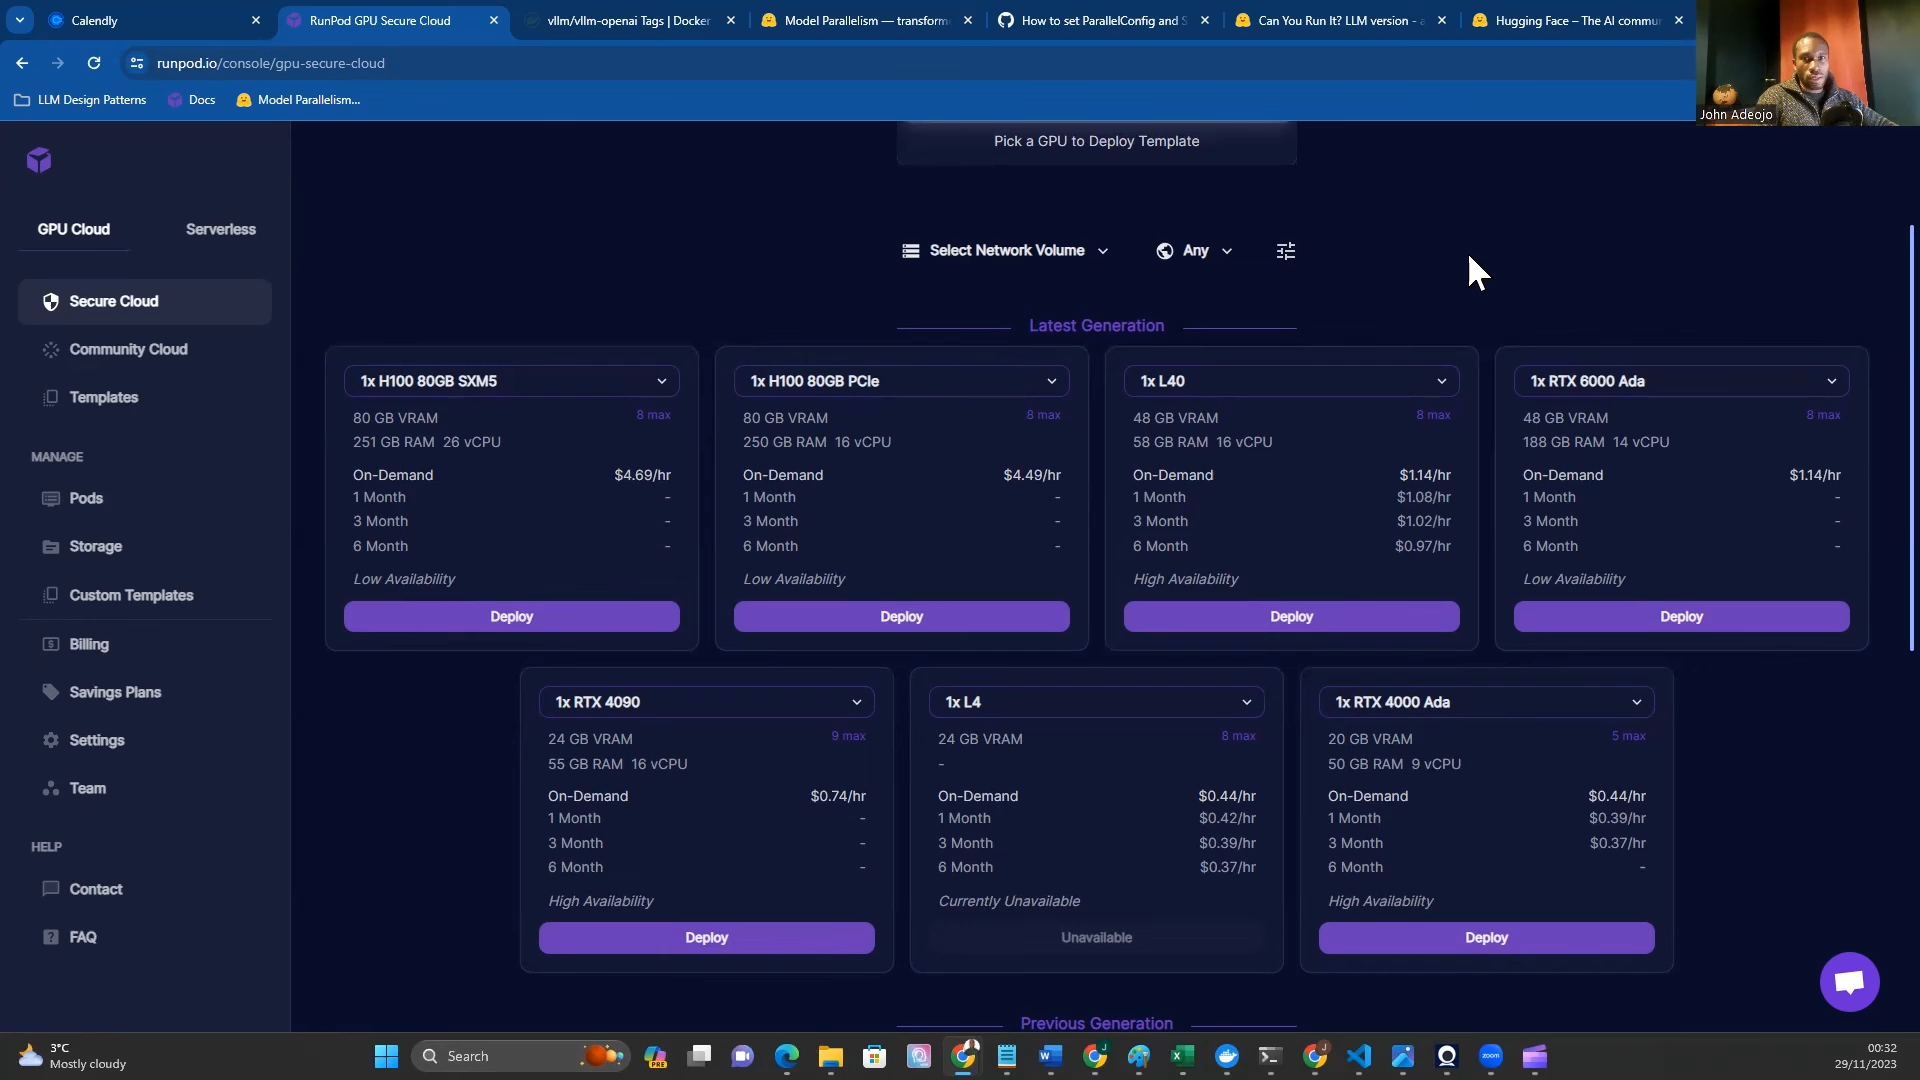 Calendly
RunPod GPU Secure Cloud
vllm/vllm-openai Tags | Docker
Model Parallelism — transform
How to set ParallelConfig and S
Can You Run It? LLM version - a
Hugging Face – The AI commu
runpod.io/console/gpu-secure-cloud
LLM Design Patterns
Docs
Model Parallelism...
John Adeojo
Pick a GPU to Deploy Template
GPU Cloud
Serverless
Secure Cloud
Community Cloud
Templates
MANAGE
Pods
Storage
Custom Templates
Billing
Savings Plans
Settings
Team
HELP
Contact
FAQ
Select Network Volume
Any
Latest Generation
1x H100 80GB SXM5
80 GB VRAM 8 max
251 GB RAM 26 vCPU
On-Demand $4.69/hr
1 Month -
3 Month -
6 Month -
Low Availability
Deploy
1x H100 80GB PCIe
80 GB VRAM 8 max
250 GB RAM 16 vCPU
On-Demand $4.49/hr
1 Month -
3 Month -
6 Month -
Low Availability
Deploy
1x L40
48 GB VRAM 8 max
58 GB RAM 16 vCPU
On-Demand $1.14/hr
1 Month $1.08/hr
3 Month $1.02/hr
6 Month $0.97/hr
High Availability
Deploy
1x RTX 6000 Ada
48 GB VRAM 8 max
188 GB RAM 14 vCPU
On-Demand $1.14/hr
1 Month -
3 Month -
6 Month -
Low Availability
Deploy
1x RTX 4090
24 GB VRAM 9 max
55 GB RAM 16 vCPU
On-Demand $0.74/hr
1 Month -
3 Month -
6 Month -
High Availability
Deploy
1x L4
24 GB VRAM 8 max
-
On-Demand $0.44/hr
1 Month $0.42/hr
3 Month $0.39/hr
6 Month $0.37/hr
Currently Unavailable
Unavailable
1x RTX 4000 Ada
20 GB VRAM 5 max
50 GB RAM 9 vCPU
On-Demand $0.44/hr
1 Month $0.39/hr
3 Month $0.37/hr
6 Month -
High Availability
Deploy
Previous Generation
3°C
Mostly cloudy
Search
PRE
zoom
00:32
29/11/2023